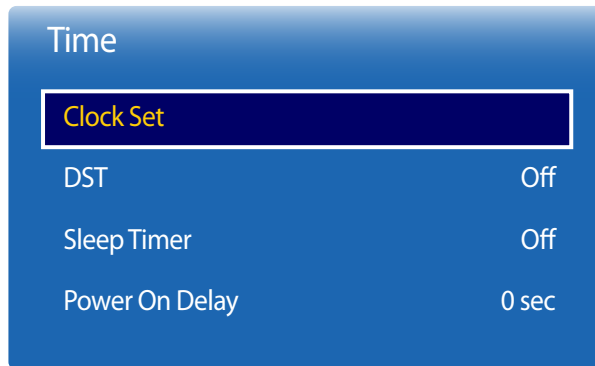 Time
Clock Set
DST Off
Sleep Timer Off
Power On Delay 0 sec